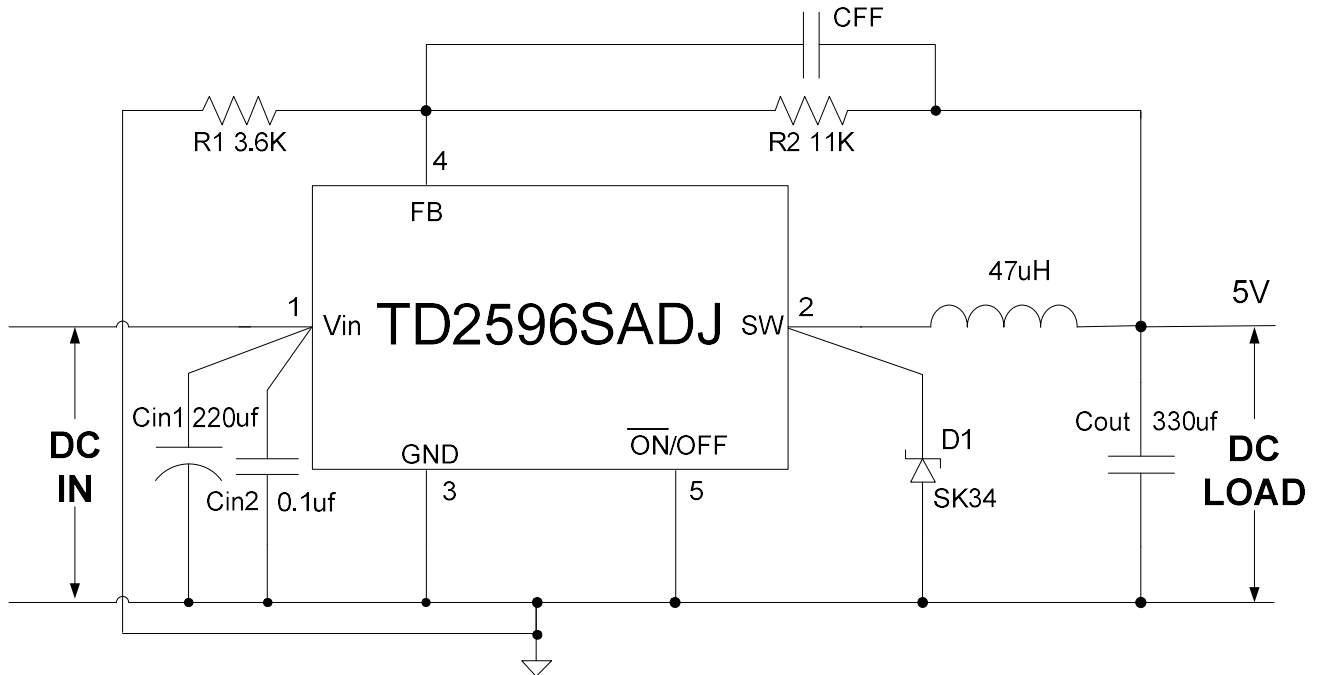 CFF
R1 3.6K
R2 11K
4
FB
47uH
1
Vin
TD2596SADJ
SW
2
5V
Cin1 220uf
DC
IN
Cin2 0.1uf
GND
3
ON/OFF
5
D1
SK34
Cout 330uf
DC
LOAD